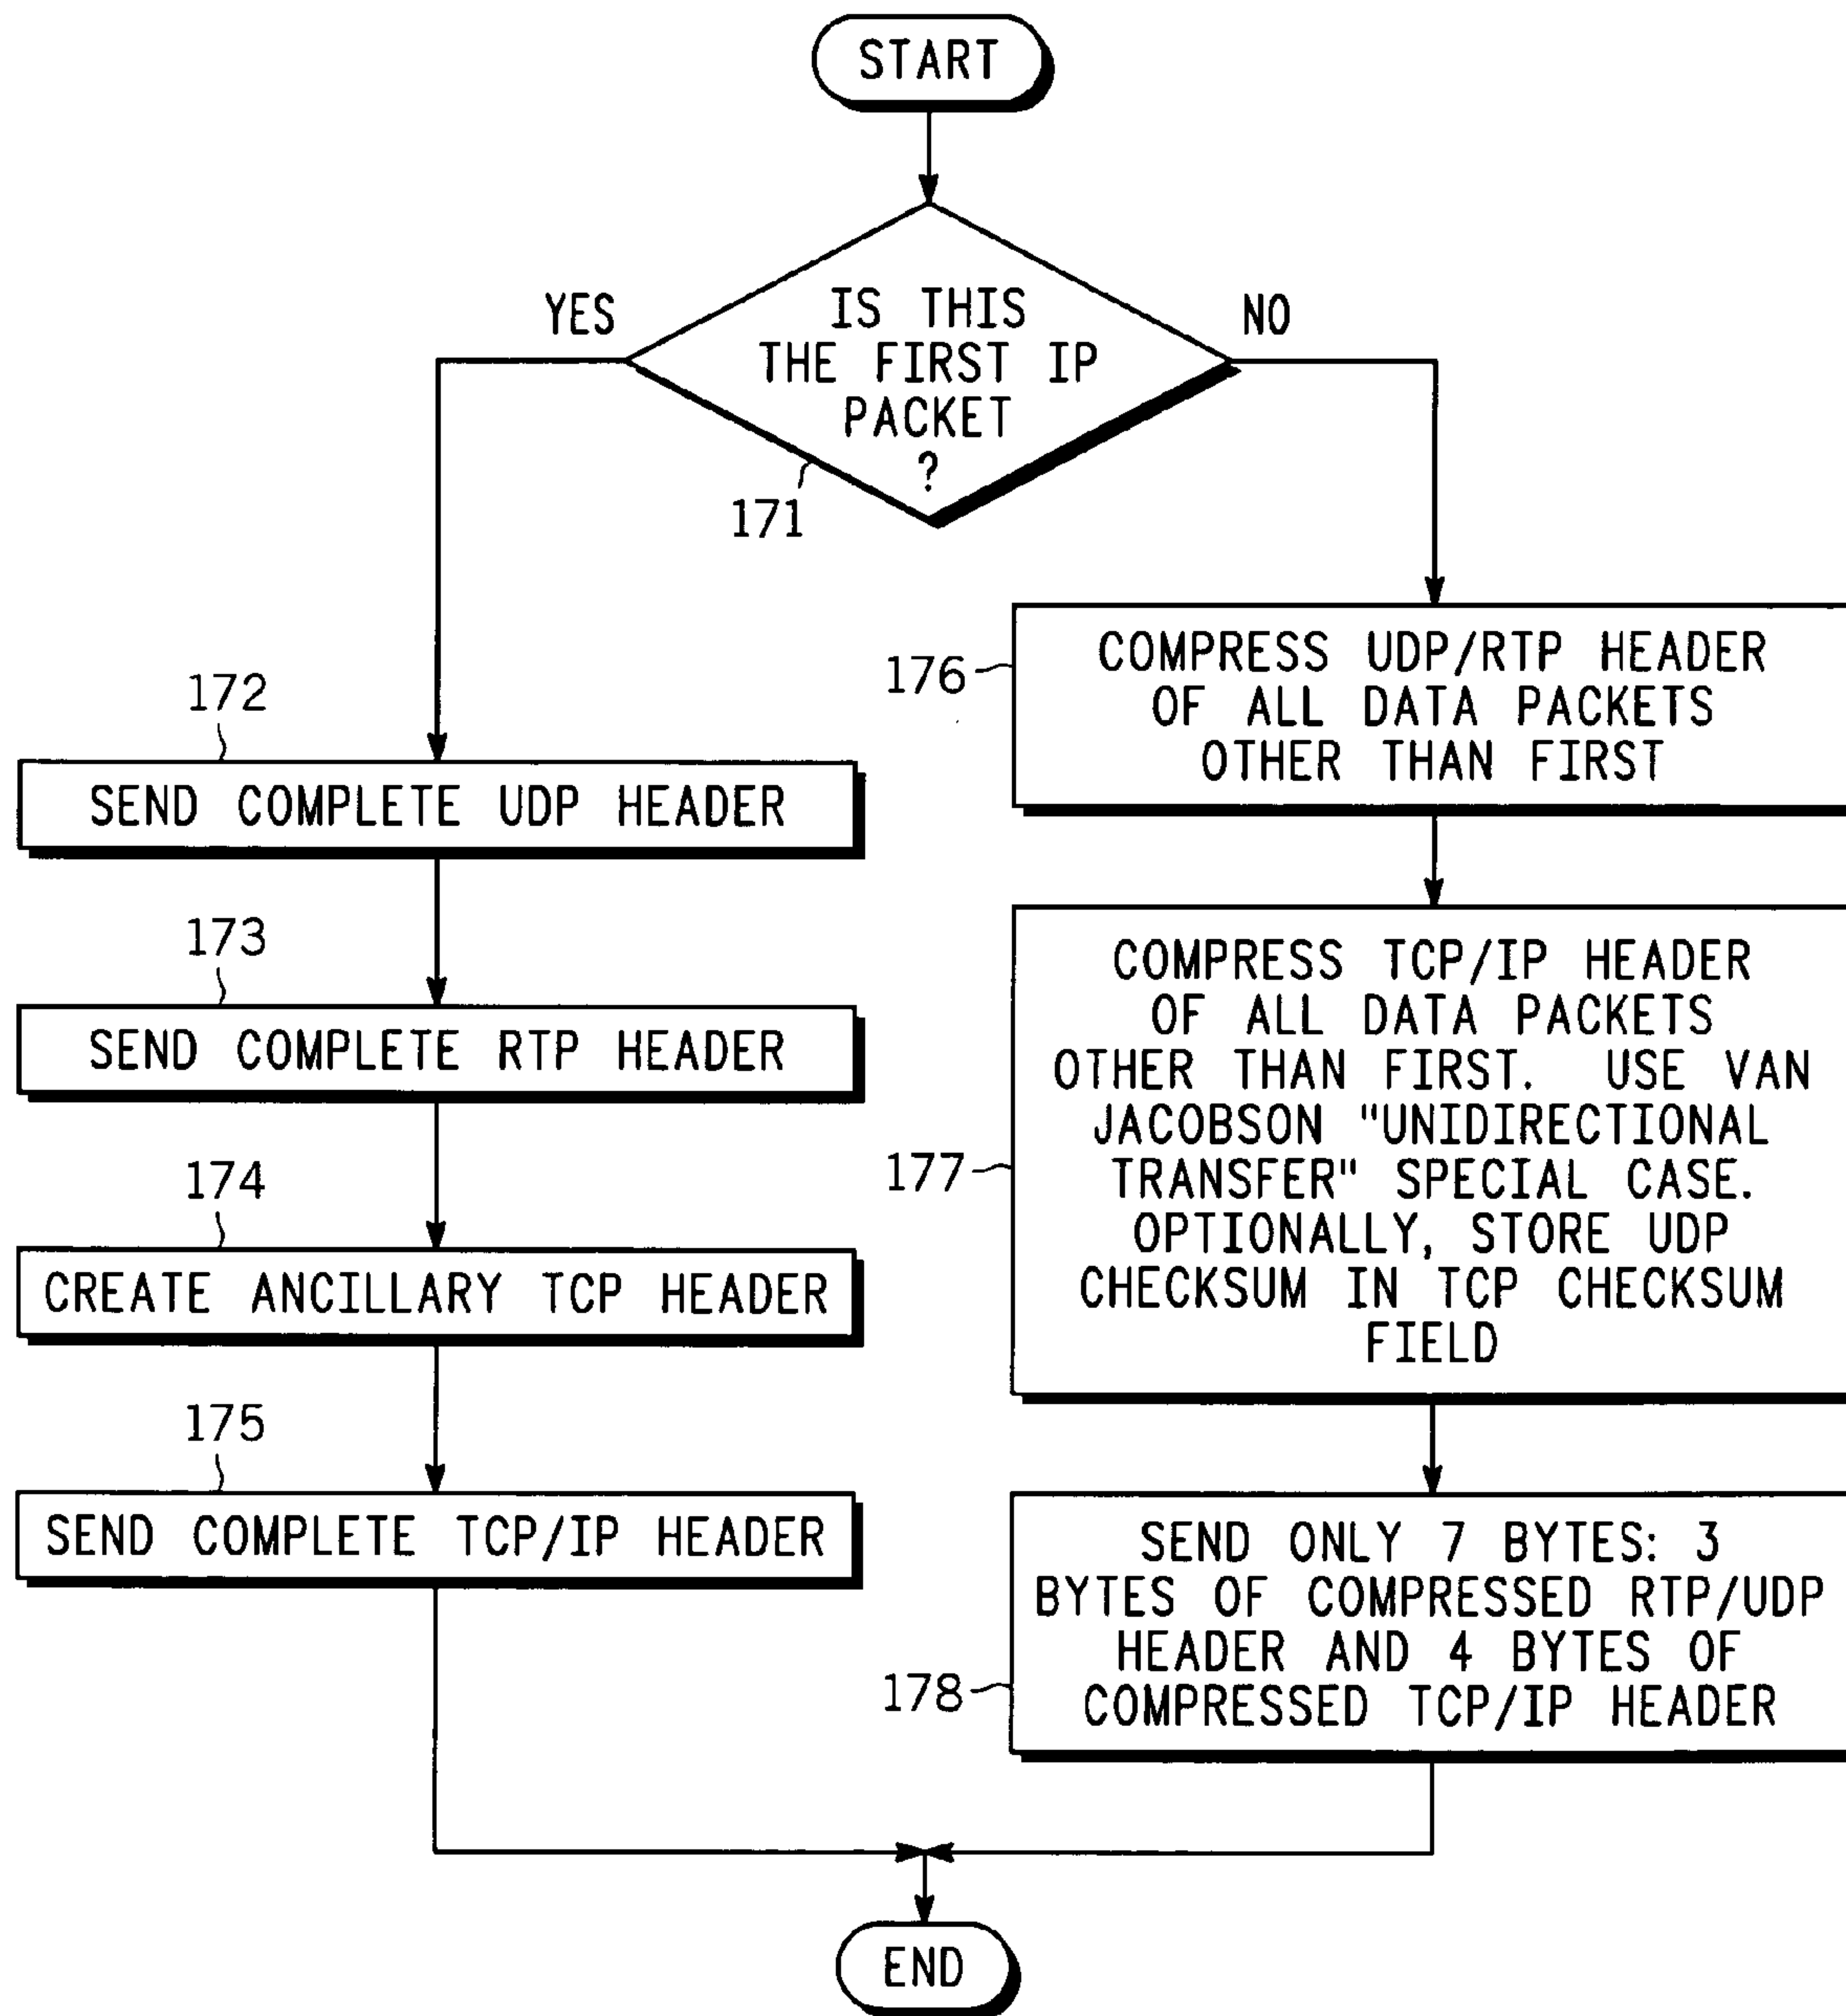 START
IS THIS
THE FIRST IP
PACKET
?
YES
NO
171
172
SEND COMPLETE UDP HEADER
173
SEND COMPLETE RTP HEADER
174
CREATE ANCILLARY TCP HEADER
175
SEND COMPLETE TCP/IP HEADER
176
COMPRESS UDP/RTP HEADER
OF ALL DATA PACKETS
OTHER THAN FIRST
177
COMPRESS TCP/IP HEADER
OF ALL DATA PACKETS
OTHER THAN FIRST. USE VAN
JACOBSON "UNIDIRECTIONAL
TRANSFER" SPECIAL CASE.
OPTIONALLY, STORE UDP
CHECKSUM IN TCP CHECKSUM
FIELD
178
SEND ONLY 7 BYTES: 3
BYTES OF COMPRESSED RTP/UDP
HEADER AND 4 BYTES OF
COMPRESSED TCP/IP HEADER
END